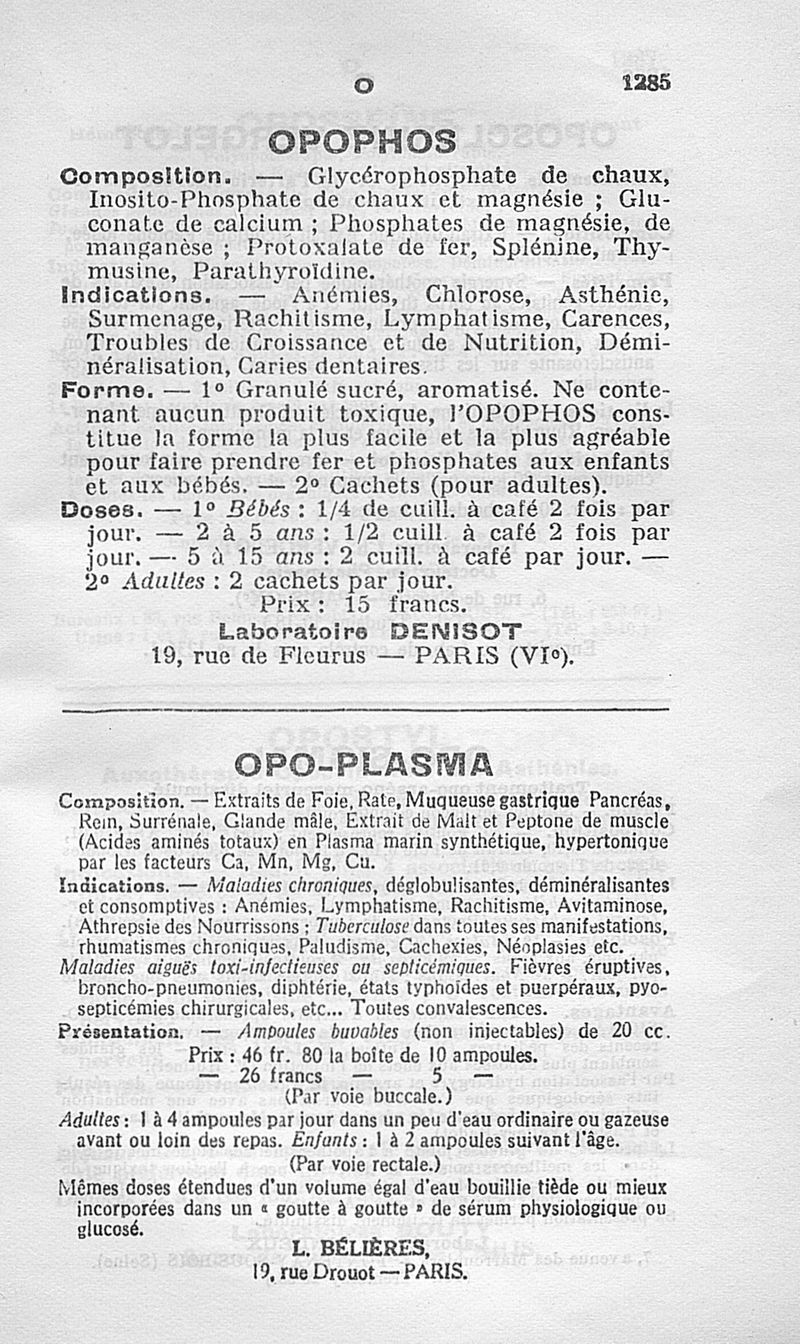 O
1285
OPOPHOS
Composition. — Glycérophosphate de chaux,
Inosito-Phosphate de chaux et magnésie ; Glu-
conate de calcium ; Phosphates de magnésie, de
manganèse ; Protoxalate de fer, Splénine, Thy-
musine, Parathyroïdine.
Indications. — Anémies, Chlorose, Asthénie,
Surmenage, Rachitisme, Lymphatisme, Carences,
Troubles de Croissance et de Nutrition, Démi-
néralisation, Caries dentaires.
Forme. — 1º Granulé sucré, aromatisé. Ne conte-
nant aucun produit toxique, l'OPOPHOS cons-
titue la forme la plus facile et la plus agréable
pour faire prendre fer et phosphates aux enfants
et aux bébés. — 2º Cachets (pour adultes).
Doses. — 1º Bébés : 1/4 de cuill. à café 2 fois par
jour. — 2 à 5 ans : 1/2 cuill. à café 2 fois par
jour. — 5 à 15 ans : 2 cuill. à café par jour. —
2º Adultes : 2 cachets par jour.
Prix : 15 francs.
Laboratoire DENISOT
19, rue de Fleurus — PARIS (VIº).
OPO-PLASMA
Composition. — Extraits de Foie, Rate, Muqueuse gastrique Pancréas,
Rein, Surrénale, Glande mâle, Extrait de Malt et Peptone de muscle
(Acides aminés totaux) en Plasma marin synthétique, hypertonique
par les facteurs Ca, Mn, Mg, Cu.
Indications. — Maladies chroniques, déglobulisantes, déminéralisantes
et consomptives : Anémies, Lymphatisme, Rachitisme, Avitaminose,
Athrepsie des Nourrissons ; Tuberculose dans toutes ses manifestations,
rhumatismes chroniques, Paludisme, Cachexies, Néoplasies etc.
Maladies aiguës toxi-infectieuses ou septicémiques. Fièvres éruptives,
broncho-pneumonies, diphtérie, états typhoïdes et puerpéraux, pyo-
septicémies chirurgicales, etc... Toutes convalescences.
Présentation. — Ampoules buvables (non injectables) de 20 cc.
Prix : 46 fr. 80 la boîte de 10 ampoules.
— 26 francs — 5 —
(Par voie buccale.)
Adultes : 1 à 4 ampoules par jour dans un peu d'eau ordinaire ou gazeuse
avant ou loin des repas. Enfants : 1 à 2 ampoules suivant l'âge.
(Par voie rectale.)
Mêmes doses étendues d'un volume égal d'eau bouillie tiède ou mieux
incorporées dans un « goutte à goutte » de sérum physiologique ou
glucosé.
L. BÉLIÈRES,
19, rue Drouot — PARIS.